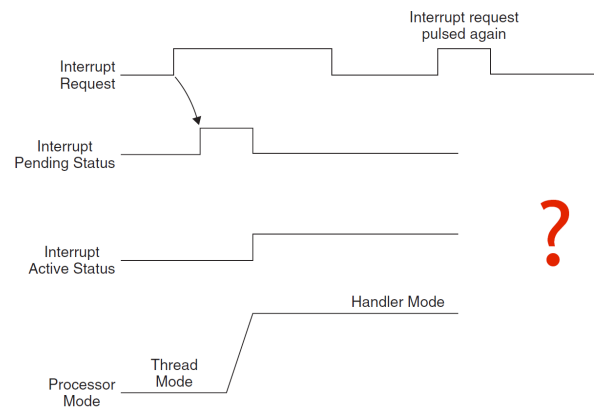 Interrupt request
pulsed again
Interrupt
Request
Interrupt
Pending Status
Interrupt
Active Status
?
Handler Mode
Thread
Mode
Processor
Mode